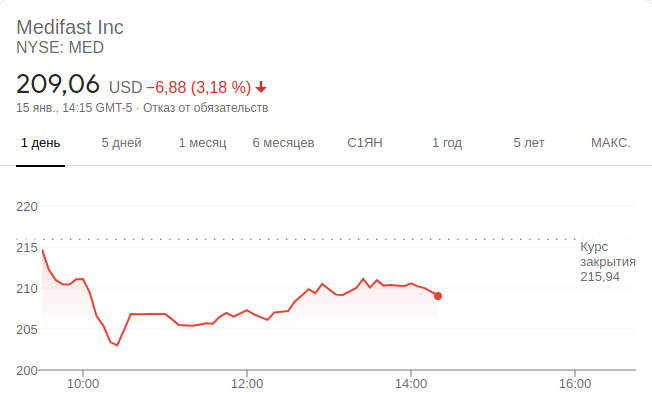 Medifast Inc
NYSE: MED
209,06 USD −6,88 (3,18 %)
15 янв., 14:15 GMT-5 · Отказ от обязательств
1 день 5 дней 1 месяц 6 месяцев С1ЯН 1 год 5 лет МАКС.
220
215
210
205
200
Курс
закрытия
215,94
10:00 12:00 14:00 16:00